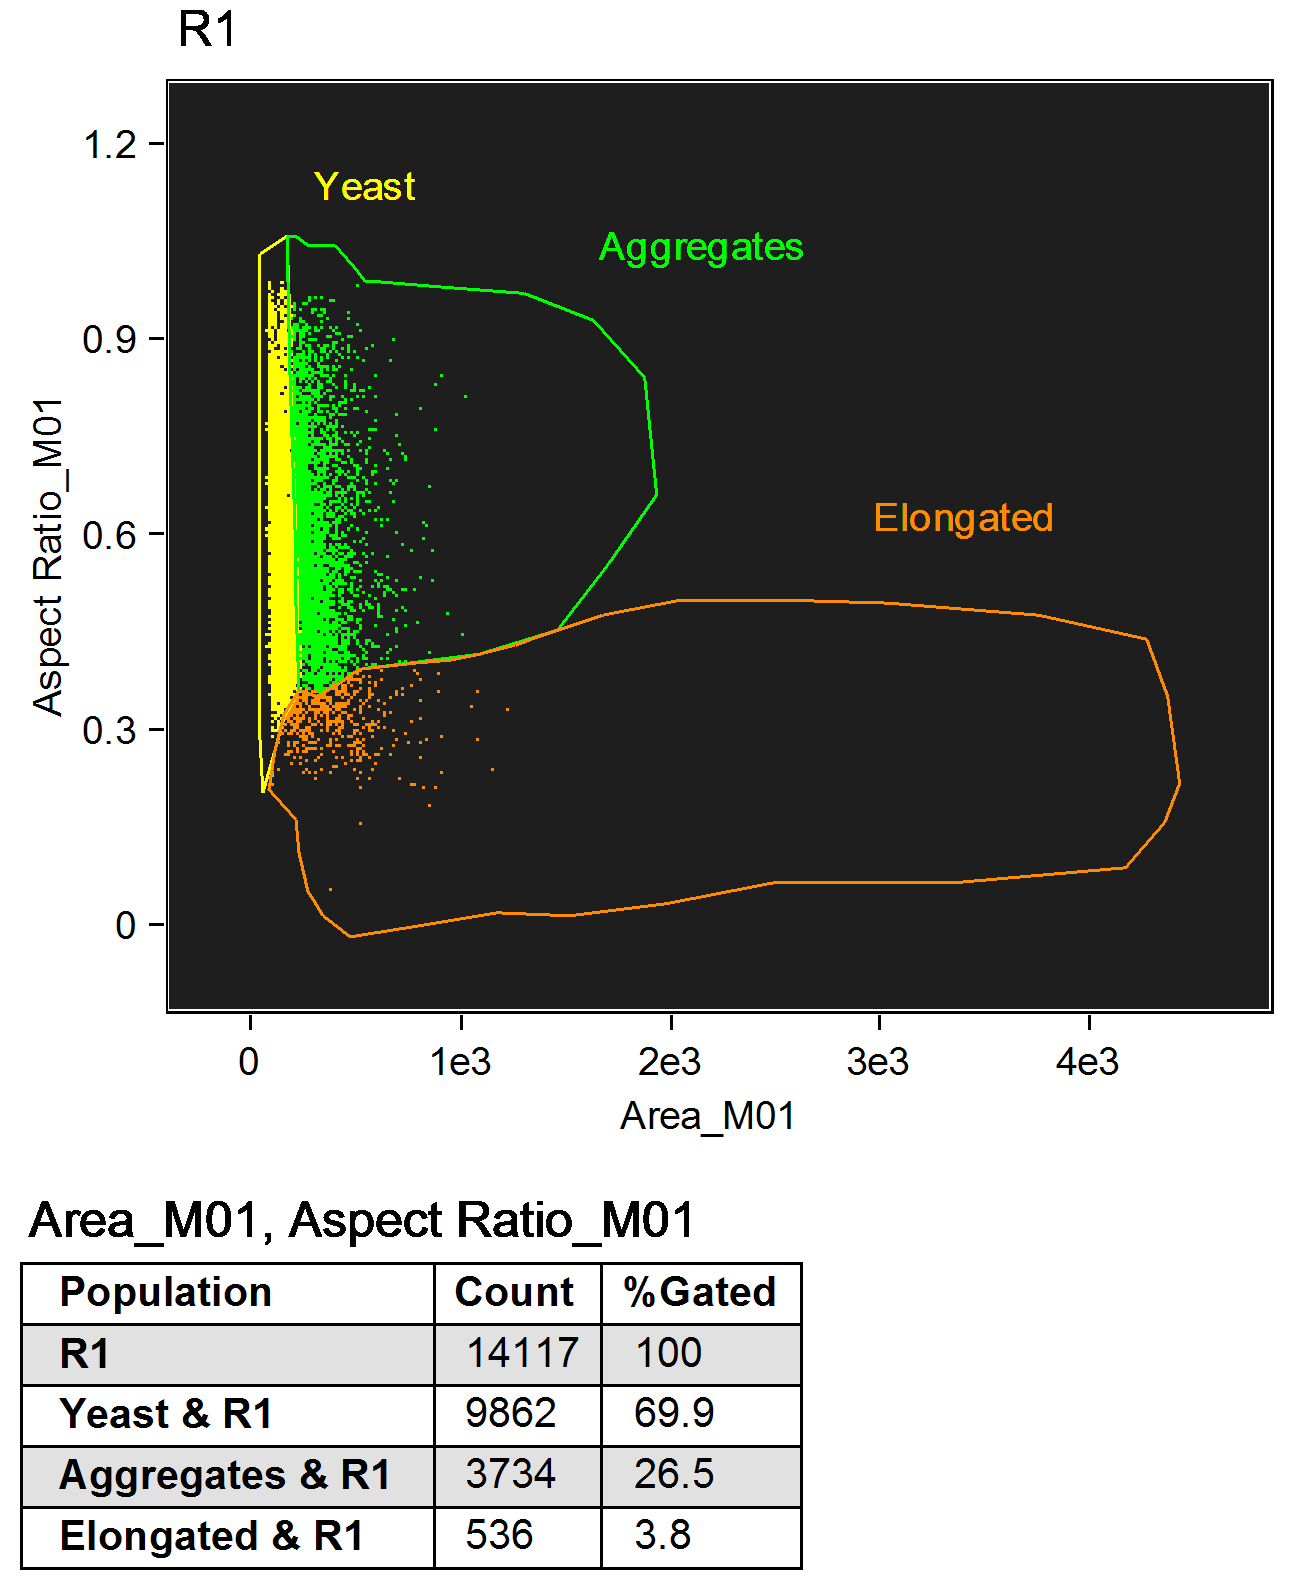 R1
1.2
Yeast
Aggregates
0.9
Elongated
0.6
Aspect Ratio_M01
0.3
0
0 1e3 2e3 3e3 4e3
Area_M01
Area_M01, Aspect Ratio_M01
Population Count %Gated
R1 14117 100
Yeast & R1 9862 69.9
Aggregates & R1 3734 26.5
Elongated & R1 536 3.8